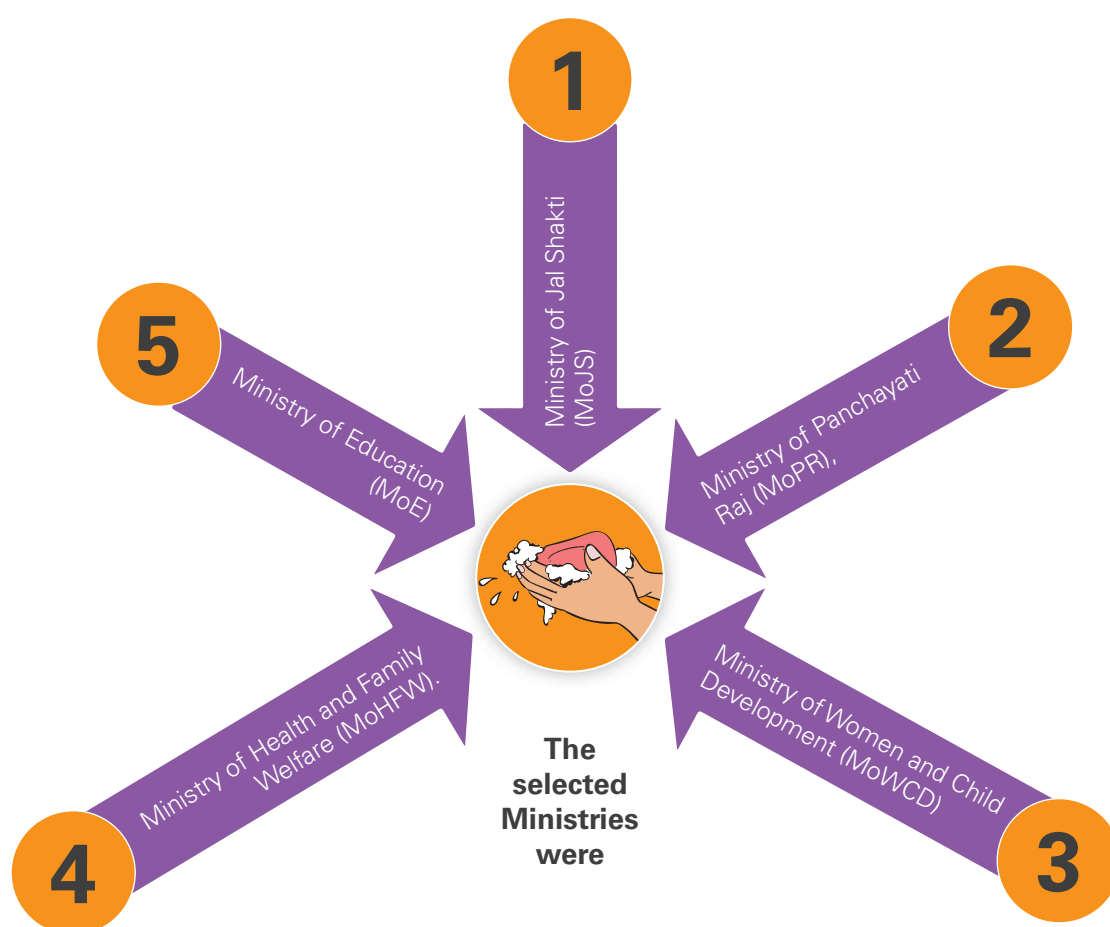 1
Ministry of Jal Shakti
(MoJS)
2
Ministry of Panchayati
Raj (MoPR),
3
Ministry of Women and Child
Development (MoWCD)
4
Ministry of Health and Family
Welfare (MoHFW).
5
Ministry of Education
(MoE)
The
selected
Ministries
were